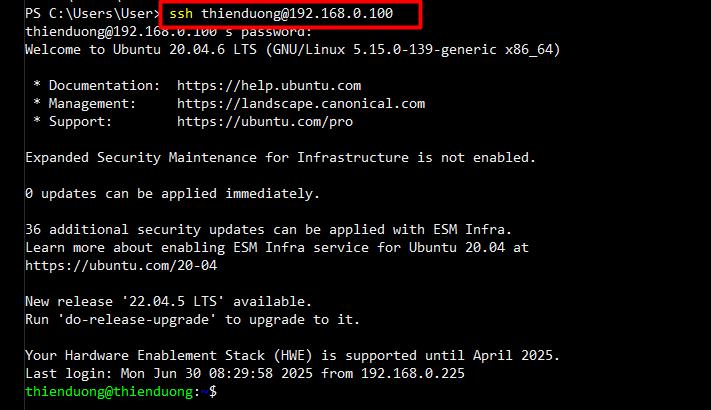 PS C:\Users\User> ssh thienduong@192.168.0.100
thienduong@192.168.0.100's password:
Welcome to Ubuntu 20.04.6 LTS (GNU/Linux 5.15.0-139-generic x86_64)
* Documentation: https://help.ubuntu.com
* Management: https://landscape.canonical.com
* Support: https://ubuntu.com/pro
Expanded Security Maintenance for Infrastructure is not enabled.
0 updates can be applied immediately.
36 additional security updates can be applied with ESM Infra.
Learn more about enabling ESM Infra service for Ubuntu 20.04 at
https://ubuntu.com/20-04
New release '22.04.5 LTS' available.
Run 'do-release-upgrade' to upgrade to it.
Your Hardware Enablement Stack (HWE) is supported until April 2025.
Last login: Mon Jun 30 08:29:58 2025 from 192.168.0.225
thienduong@thienduong:~$